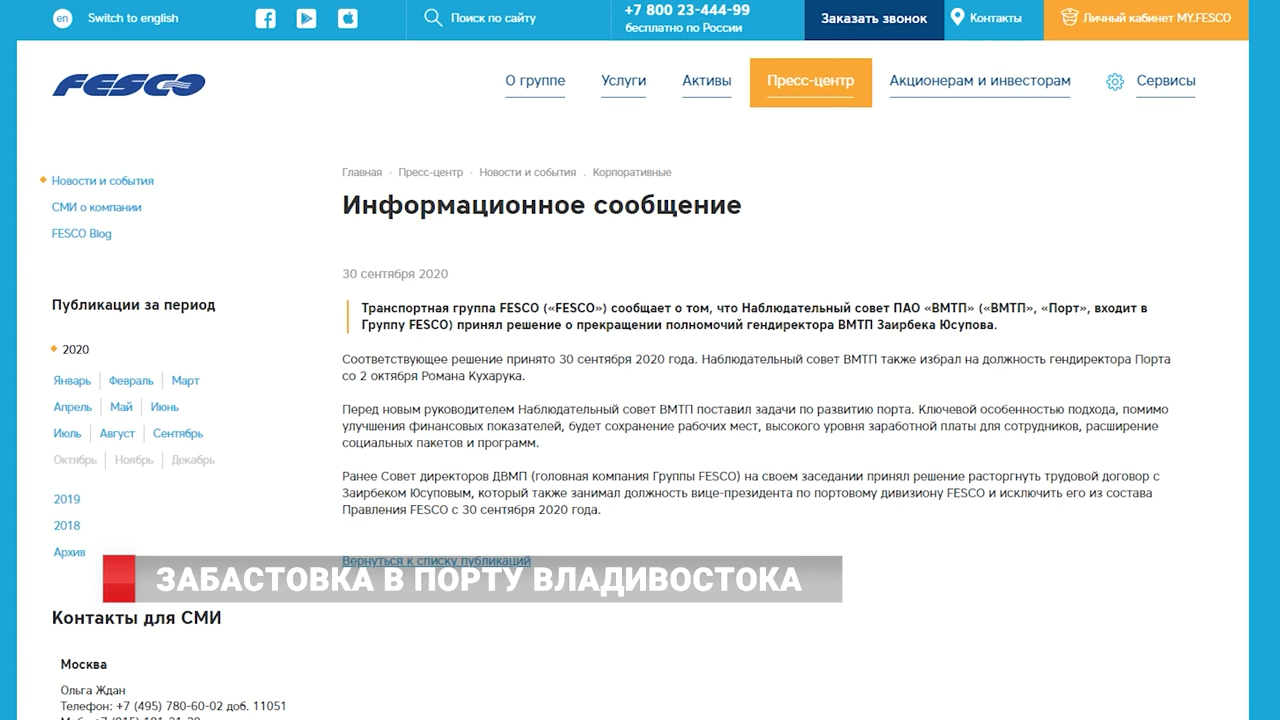 en Switch to english
Поиск по сайту
+7 800 23-444-99
бесплатно по России
Заказать звонок
Контакты
Личный кабинет MY.FESCO
FESCO
О группе
Услуги
Активы
Пресс-центр
Акционерам и инвесторам
Сервисы
Новости и события
СМИ о компании
FESCO Blog
Публикации за период
2020
Январь Февраль Март
Апрель Май Июнь
Июль Август Сентябрь
Октябрь Ноябрь Декабрь
2019
2018
Архив
Главная · Пресс-центр · Новости и события . Корпоративные
Информационное сообщение
30 сентября 2020
Транспортная группа FESCO («FESCO») сообщает о том, что Наблюдательный совет ПАО «ВМТП» («ВМТП», «Порт», входит в
Группу FESCO) принял решение о прекращении полномочий гендиректора ВМТП Заирбека Юсупова.
Соответствующее решение принято 30 сентября 2020 года. Наблюдательный совет ВМТП также избрал на должность гендиректора Порта
со 2 октября Романа Кухарука.
Перед новым руководителем Наблюдательный совет ВМТП поставил задачи по развитию порта. Ключевой особенностью подхода, помимо
улучшения финансовых показателей, будет сохранение рабочих мест, высокого уровня заработной платы для сотрудников, расширение
социальных пакетов и программ.
Ранее Совет директоров ДВМП (головная компания Группы FESCO) на своем заседании принял решение расторгнуть трудовой договор с
Заирбеком Юсуповым, который также занимал должность вице-президента по портовому дивизиону FESCO и исключить его из состава
Правления FESCO с 30 сентября 2020 года.
Вернуться к списку публикаций
ЗАБАСТОВКА В ПОРТУ ВЛАДИВОСТОКА
Контакты для СМИ
Москва
Ольга Ждан
Телефон: +7 (495) 780-60-02 доб. 11051